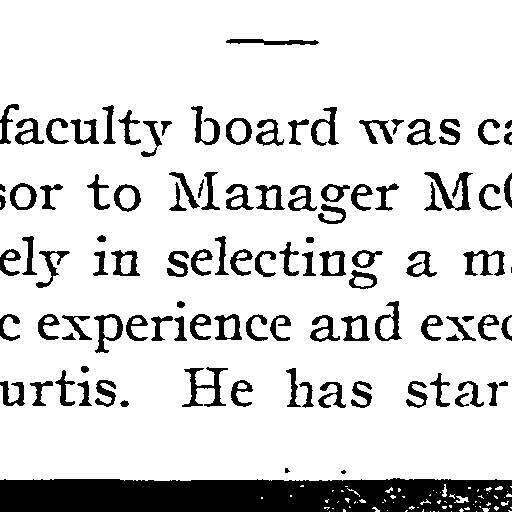 faculty board was ca
sor to Manager McC
ely in selecting a ma
c experience and exec
urtis. He has star